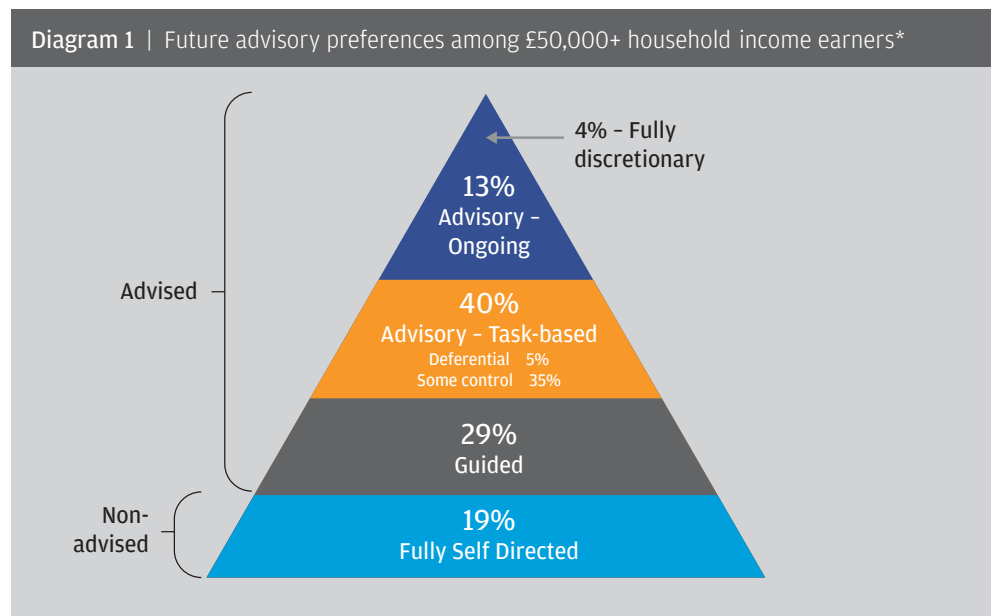 Diagram 1 | Future advisory preferences among £50,000+ household income earners*
4% – Fully
discretionary
13%
Advisory –
Ongoing
Advised
40%
Advisory – Task-based
Deferential 5%
Some control 35%
29%
Guided
Non-
advised
19%
Fully Self Directed